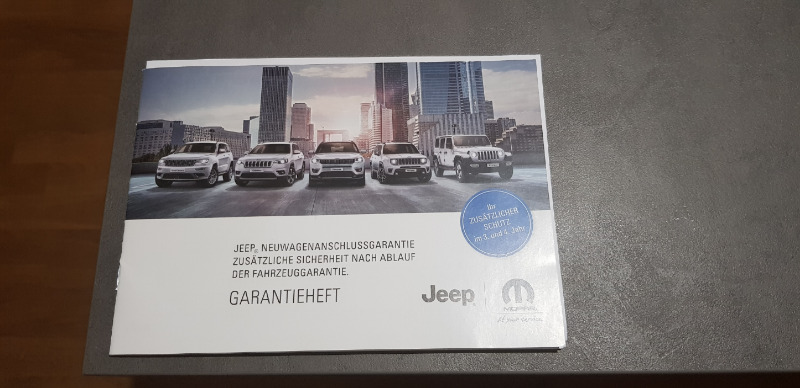 Ihr
ZUSÄTZLICHER
SCHUTZ
im 3. und 4. Jahr
JEEP® NEUWAGENANSCHLUSSGARANTIE
ZUSÄTZLICHE SICHERHEIT NACH ABLAUF
DER FAHRZEUGGARANTIE.
GARANTIEHEFT
Jeep
MOPAR